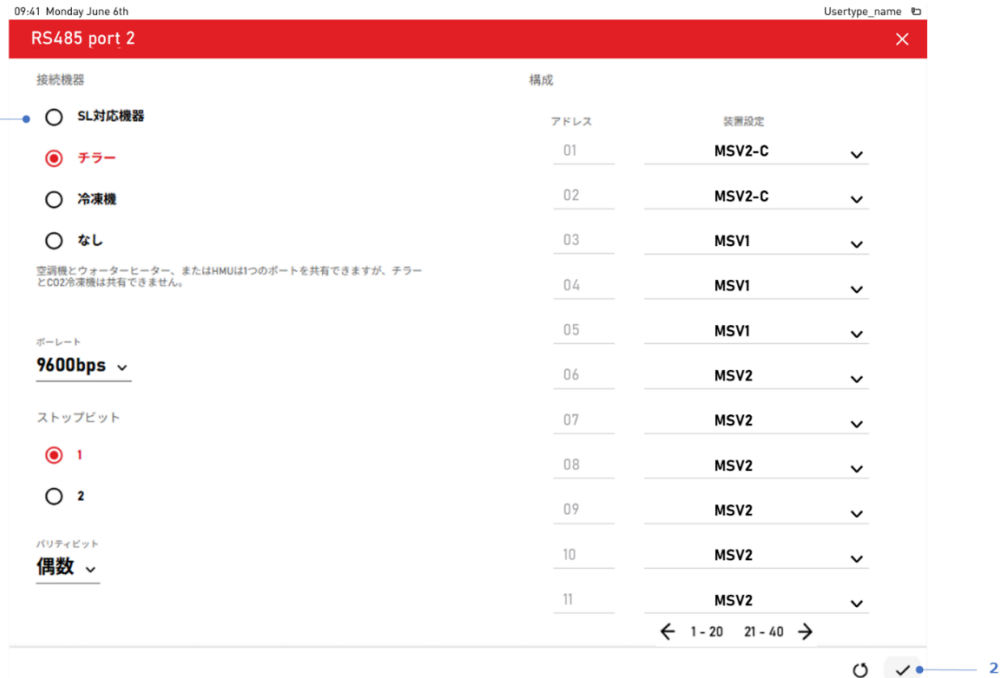 09:41 Monday June 6th
Usertype_name
RS485 port 2
接続機器
SL対応機器
チラー
冷凍機
なし
空調機とウォーターヒーター、またはHMUは1つのポートを共有できますが、チラー
とCO2冷凍機は共有できません。
ボーレート
9600bps
ストップビット
1
2
パリティビット
偶数
構成
アドレス 装置設定
01 MSV2-C
02 MSV2-C
03 MSV1
04 MSV1
05 MSV1
06 MSV2
07 MSV2
08 MSV2
09 MSV2
10 MSV2
11 MSV2
1 - 20 21 - 40
2